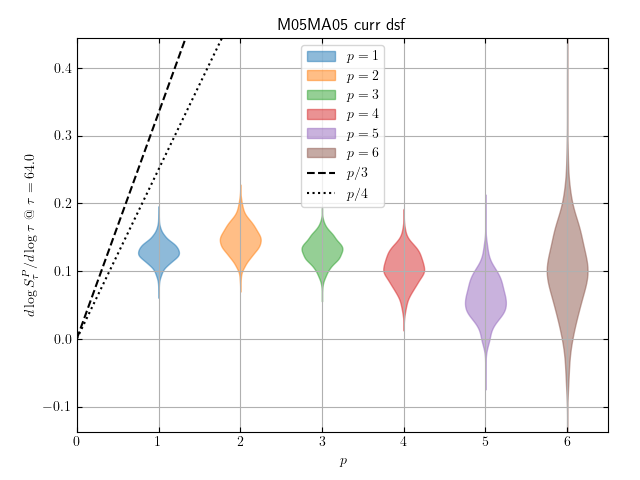 M05MA05 curr dsf
d log S_τ^P / d log τ @ τ = 64.0
0.4
0.3
0.2
0.1
0.0
−0.1
p = 1
p = 2
p = 3
p = 4
p = 5
p = 6
p/3
p/4
0 1 2 3 4 5 6
p